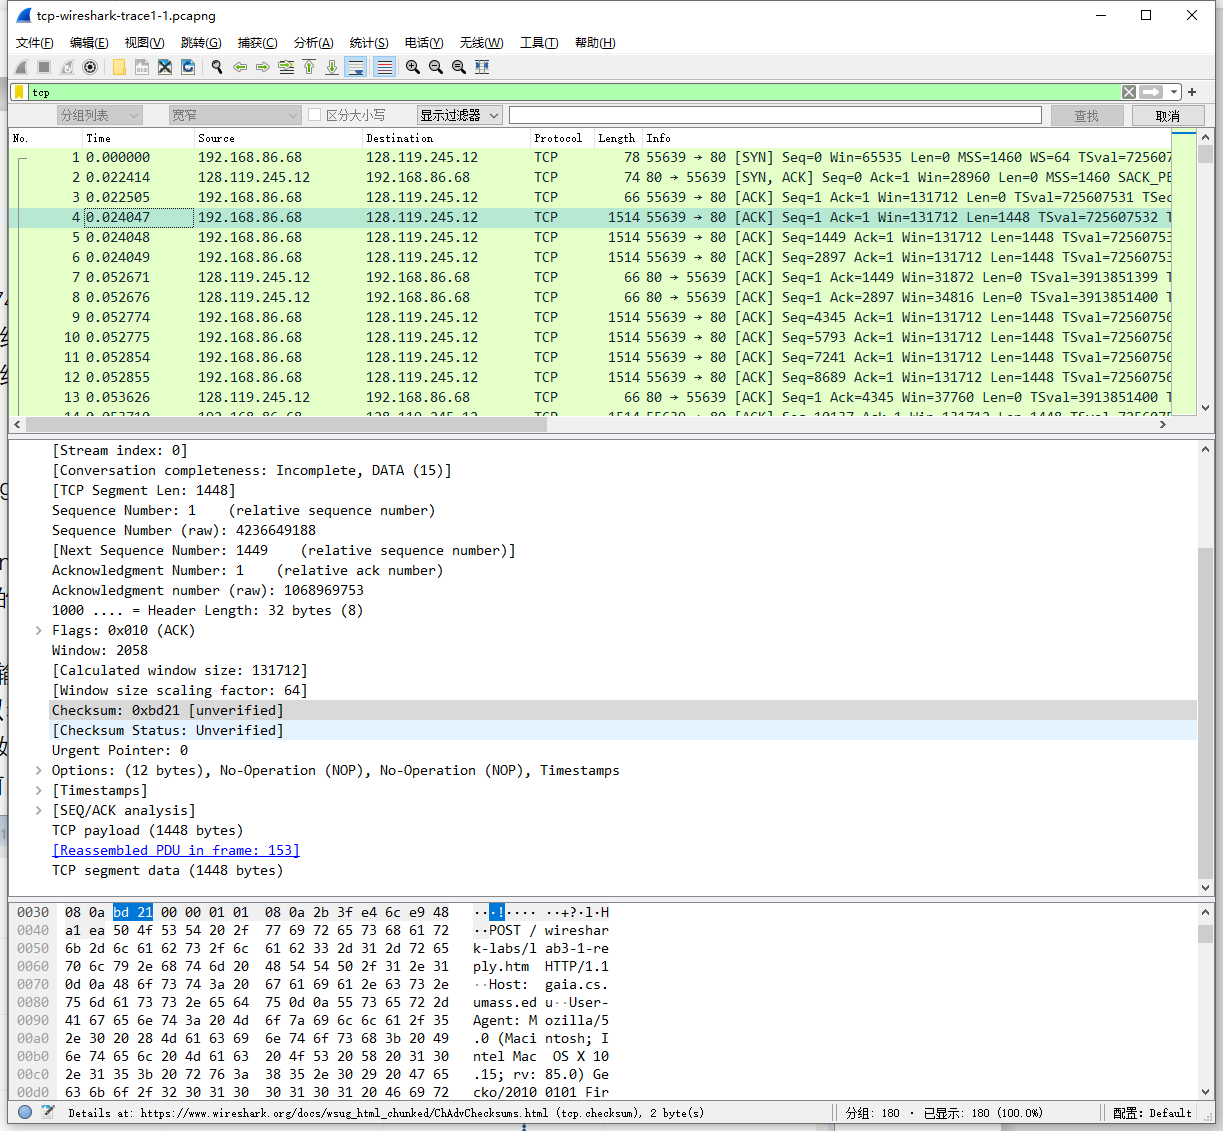 tcp-wireshark-trace1-1.pcapng
文件(F) 编辑(E) 视图(V) 跳转(G) 捕获(C) 分析(A) 统计(S) 电话(Y) 无线(W) 工具(T) 帮助(H)
tcp
分组列表 宽窄 区分大小写 显示过滤器 查找 取消
No. Time Source Destination Protocol Length Info
1 0.000000 192.168.86.68 128.119.245.12 TCP 78 55639 → 80 [SYN] Seq=0 Win=65535 Len=0 MSS=1460 WS=64 TSval=725607
2 0.022414 128.119.245.12 192.168.86.68 TCP 74 80 → 55639 [SYN, ACK] Seq=0 Ack=1 Win=28960 Len=0 MSS=1460 SACK_PE
3 0.022505 192.168.86.68 128.119.245.12 TCP 66 55639 → 80 [ACK] Seq=1 Ack=1 Win=131712 Len=0 TSval=725607531 TSec
4 0.024047 192.168.86.68 128.119.245.12 TCP 1514 55639 → 80 [ACK] Seq=1 Ack=1 Win=131712 Len=1448 TSval=725607532 T
5 0.024048 192.168.86.68 128.119.245.12 TCP 1514 55639 → 80 [ACK] Seq=1449 Ack=1 Win=131712 Len=1448 TSval=72560753
6 0.024049 192.168.86.68 128.119.245.12 TCP 1514 55639 → 80 [ACK] Seq=2897 Ack=1 Win=131712 Len=1448 TSval=72560753
7 0.052671 128.119.245.12 192.168.86.68 TCP 66 80 → 55639 [ACK] Seq=1 Ack=1449 Win=31872 Len=0 TSval=3913851399 T
8 0.052676 128.119.245.12 192.168.86.68 TCP 66 80 → 55639 [ACK] Seq=1 Ack=2897 Win=34816 Len=0 TSval=3913851400 T
9 0.052774 192.168.86.68 128.119.245.12 TCP 1514 55639 → 80 [ACK] Seq=4345 Ack=1 Win=131712 Len=1448 TSval=72560756
10 0.052775 192.168.86.68 128.119.245.12 TCP 1514 55639 → 80 [ACK] Seq=5793 Ack=1 Win=131712 Len=1448 TSval=72560756
11 0.052854 192.168.86.68 128.119.245.12 TCP 1514 55639 → 80 [ACK] Seq=7241 Ack=1 Win=131712 Len=1448 TSval=72560756
12 0.052855 192.168.86.68 128.119.245.12 TCP 1514 55639 → 80 [ACK] Seq=8689 Ack=1 Win=131712 Len=1448 TSval=72560756
13 0.053626 128.119.245.12 192.168.86.68 TCP 66 80 → 55639 [ACK] Seq=1 Ack=4345 Win=37760 Len=0 TSval=3913851400 T
[Stream index: 0]
[Conversation completeness: Incomplete, DATA (15)]
[TCP Segment Len: 1448]
Sequence Number: 1    (relative sequence number)
Sequence Number (raw): 4236649188
[Next Sequence Number: 1449    (relative sequence number)]
Acknowledgment Number: 1    (relative ack number)
Acknowledgment number (raw): 1068969753
1000 .... = Header Length: 32 bytes (8)
Flags: 0x010 (ACK)
Window: 2058
[Calculated window size: 131712]
[Window size scaling factor: 64]
Checksum: 0xbd21 [unverified]
[Checksum Status: Unverified]
Urgent Pointer: 0
Options: (12 bytes), No-Operation (NOP), No-Operation (NOP), Timestamps
[Timestamps]
[SEQ/ACK analysis]
TCP payload (1448 bytes)
[Reassembled PDU in frame: 153]
TCP segment data (1448 bytes)
0030 08 0a bd 21 00 00 01 01 08 0a 2b 3f e4 6c e9 48 ···!···· ··+?·l·H
0040 a1 ea 50 4f 53 54 20 2f 77 69 72 65 73 68 61 72 ··POST / wireshar
0050 6b 2d 6c 61 62 73 2f 6c 61 62 33 2d 31 2d 72 65 k-labs/l ab3-1-re
0060 70 6c 79 2e 68 74 6d 20 48 54 54 50 2f 31 2e 31 ply.htm HTTP/1.1
0070 0d 0a 48 6f 73 74 3a 20 67 61 69 61 2e 63 73 2e ··Host: gaia.cs.
0080 75 6d 61 73 73 2e 65 64 75 0d 0a 55 73 65 72 2d umass.ed u··User-
0090 41 67 65 6e 74 3a 20 4d 6f 7a 69 6c 6c 61 2f 35 Agent: M ozilla/5
00a0 2e 30 20 28 4d 61 63 69 6e 74 6f 73 68 3b 20 49 .0 (Maci ntosh; I
00b0 6e 74 65 6c 20 4d 61 63 20 4f 53 20 58 20 31 30 ntel Mac OS X 10
00c0 2e 31 35 3b 20 72 76 3a 38 35 2e 30 29 20 47 65 .15; rv: 85.0) Ge
00d0 63 6b 6f 2f 32 30 31 30 30 31 30 31 20 46 69 72 cko/2010 0101 Fir
Details at: https://www.wireshark.org/docs/wsug_html_chunked/ChAdvChecksums.html (tcp.checksum), 2 byte(s) 分组: 180 · 已显示: 180 (100.0%) 配置: Default